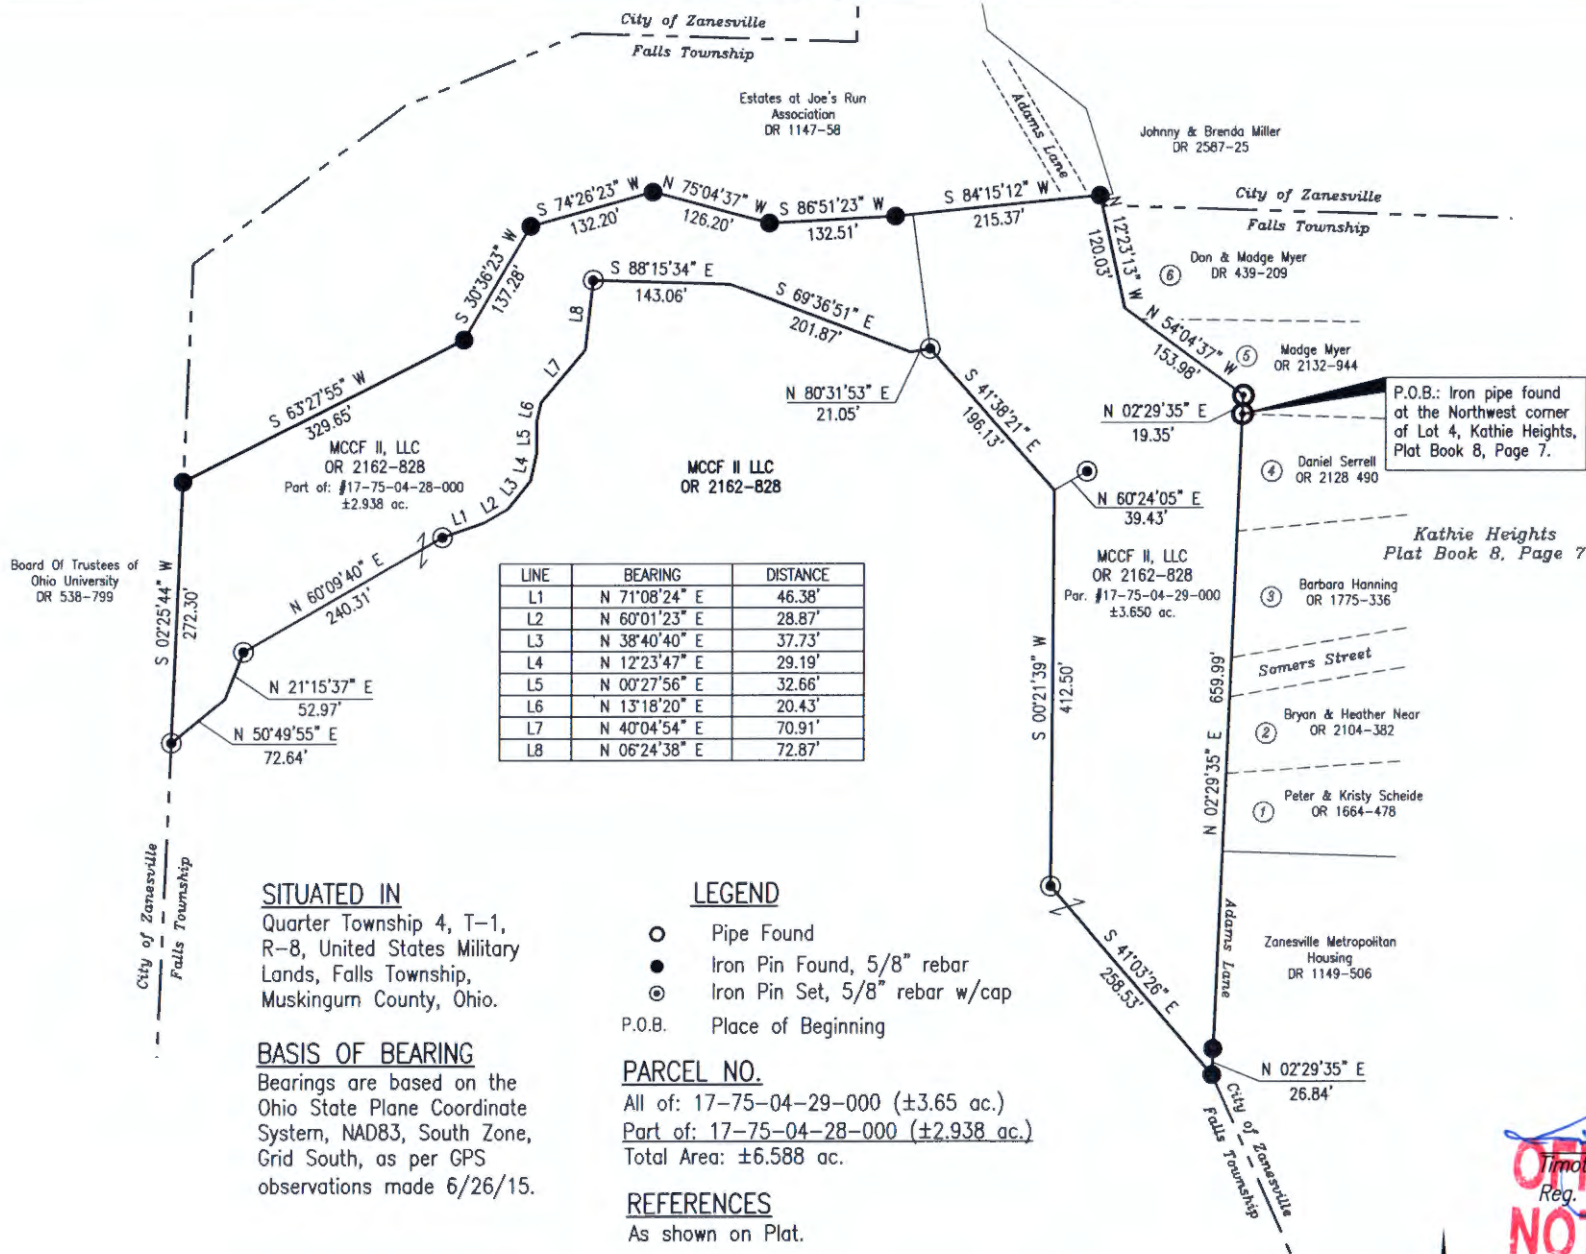 City of Zanesville
Falls Township
Estates at Joe's Run
Association
DR 1147-58
Adams Lane
Johnny & Brenda Miller
DR 2587-25
City of Zanesville
Falls Township
S 74°26'23" W
132.20'
N 75°04'37" W
126.20'
S 86°51'23" W
132.51'
S 84°15'12" W
215.37'
N 12°23'13" W
120.03'
6
Don & Madge Myer
DR 439-209
S 30°36'23" W
137.28'
S 88°15'34" E
143.06'
S 69°36'51" E
201.87'
N 54°04'37" W
153.98'
5
Madge Myer
OR 2132-944
P.O.B.: Iron pipe found
at the Northwest corner
of Lot 4, Kathie Heights,
Plat Book 8, Page 7.
S 63°27'55" W
329.65'
L8
L7
L6
L5
L4
L3
L2
L1
N 80°31'53" E
21.05'
S 41°38'21" E
196.13'
N 02°29'35" E
19.35'
MCCF II, LLC
OR 2162-828
Part of: #17-75-04-28-000
±2.938 ac.
MCCF II LLC
OR 2162-828
4
Daniel Serrell
OR 2128 490
N 60°24'05" E
39.43'
Kathie Heights
Plat Book 8, Page 7
MCCF II, LLC
OR 2162-828
Par. #17-75-04-29-000
±3.650 ac.
3
Barbara Hanning
OR 1775-336
Board Of Trustees of
Ohio University
DR 538-799
S 02°25'44" W
272.30'
N 60°09'40" E
240.31'
LINE BEARING DISTANCE
L1 N 71°08'24" E 46.38'
L2 N 60°01'23" E 28.87'
L3 N 38°40'40" E 37.73'
L4 N 12°23'47" E 29.19'
L5 N 00°27'56" E 32.66'
L6 N 13°18'20" E 20.43'
L7 N 40°04'54" E 70.91'
L8 N 06°24'38" E 72.87'
S 00°21'39" W
412.50'
N 02°29'35" E 659.99'
Somers Street
N 21°15'37" E
52.97'
N 50°49'55" E
72.64'
2
Bryan & Heather Near
OR 2104-382
1
Peter & Kristy Scheide
OR 1664-478
City of Zanesville
Falls Township
SITUATED IN
Quarter Township 4, T-1,
R-8, United States Military
Lands, Falls Township,
Muskingum County, Ohio.
BASIS OF BEARING
Bearings are based on the
Ohio State Plane Coordinate
System, NAD83, South Zone,
Grid South, as per GPS
observations made 6/26/15.
LEGEND
Pipe Found
Iron Pin Found, 5/8" rebar
Iron Pin Set, 5/8" rebar w/cap
P.O.B. Place of Beginning
PARCEL NO.
All of: 17-75-04-29-000 (±3.65 ac.)
Part of: 17-75-04-28-000 (±2.938 ac.)
Total Area: ±6.588 ac.
REFERENCES
As shown on Plat.
S 41°03'26" E
258.53'
Adams Lane
Zanesville Metropolitan
Housing
DR 1149-506
N 02°29'35" E
26.84'
City of Zanesville
Falls Township
Reg.
NO